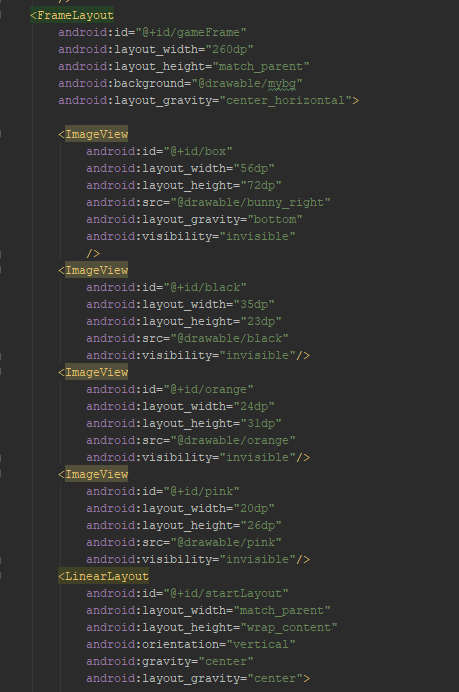 />
<FrameLayout
android:id="@+id/gameFrame"
android:layout_width="260dp"
android:layout_height="match_parent"
android:background="@drawable/mybg"
android:layout_gravity="center_horizontal">
<ImageView
android:id="@+id/box"
android:layout_width="56dp"
android:layout_height="72dp"
android:src="@drawable/bunny_right"
android:layout_gravity="bottom"
android:visibility="invisible"
/>
<ImageView
android:id="@+id/black"
android:layout_width="35dp"
android:layout_height="23dp"
android:src="@drawable/black"
android:visibility="invisible"/>
<ImageView
android:id="@+id/orange"
android:layout_width="24dp"
android:layout_height="31dp"
android:src="@drawable/orange"
android:visibility="invisible"/>
<ImageView
android:id="@+id/pink"
android:layout_width="20dp"
android:layout_height="26dp"
android:src="@drawable/pink"
android:visibility="invisible"/>
<LinearLayout
android:id="@+id/startLayout"
android:layout_width="match_parent"
android:layout_height="wrap_content"
android:orientation="vertical"
android:gravity="center"
android:layout_gravity="center">